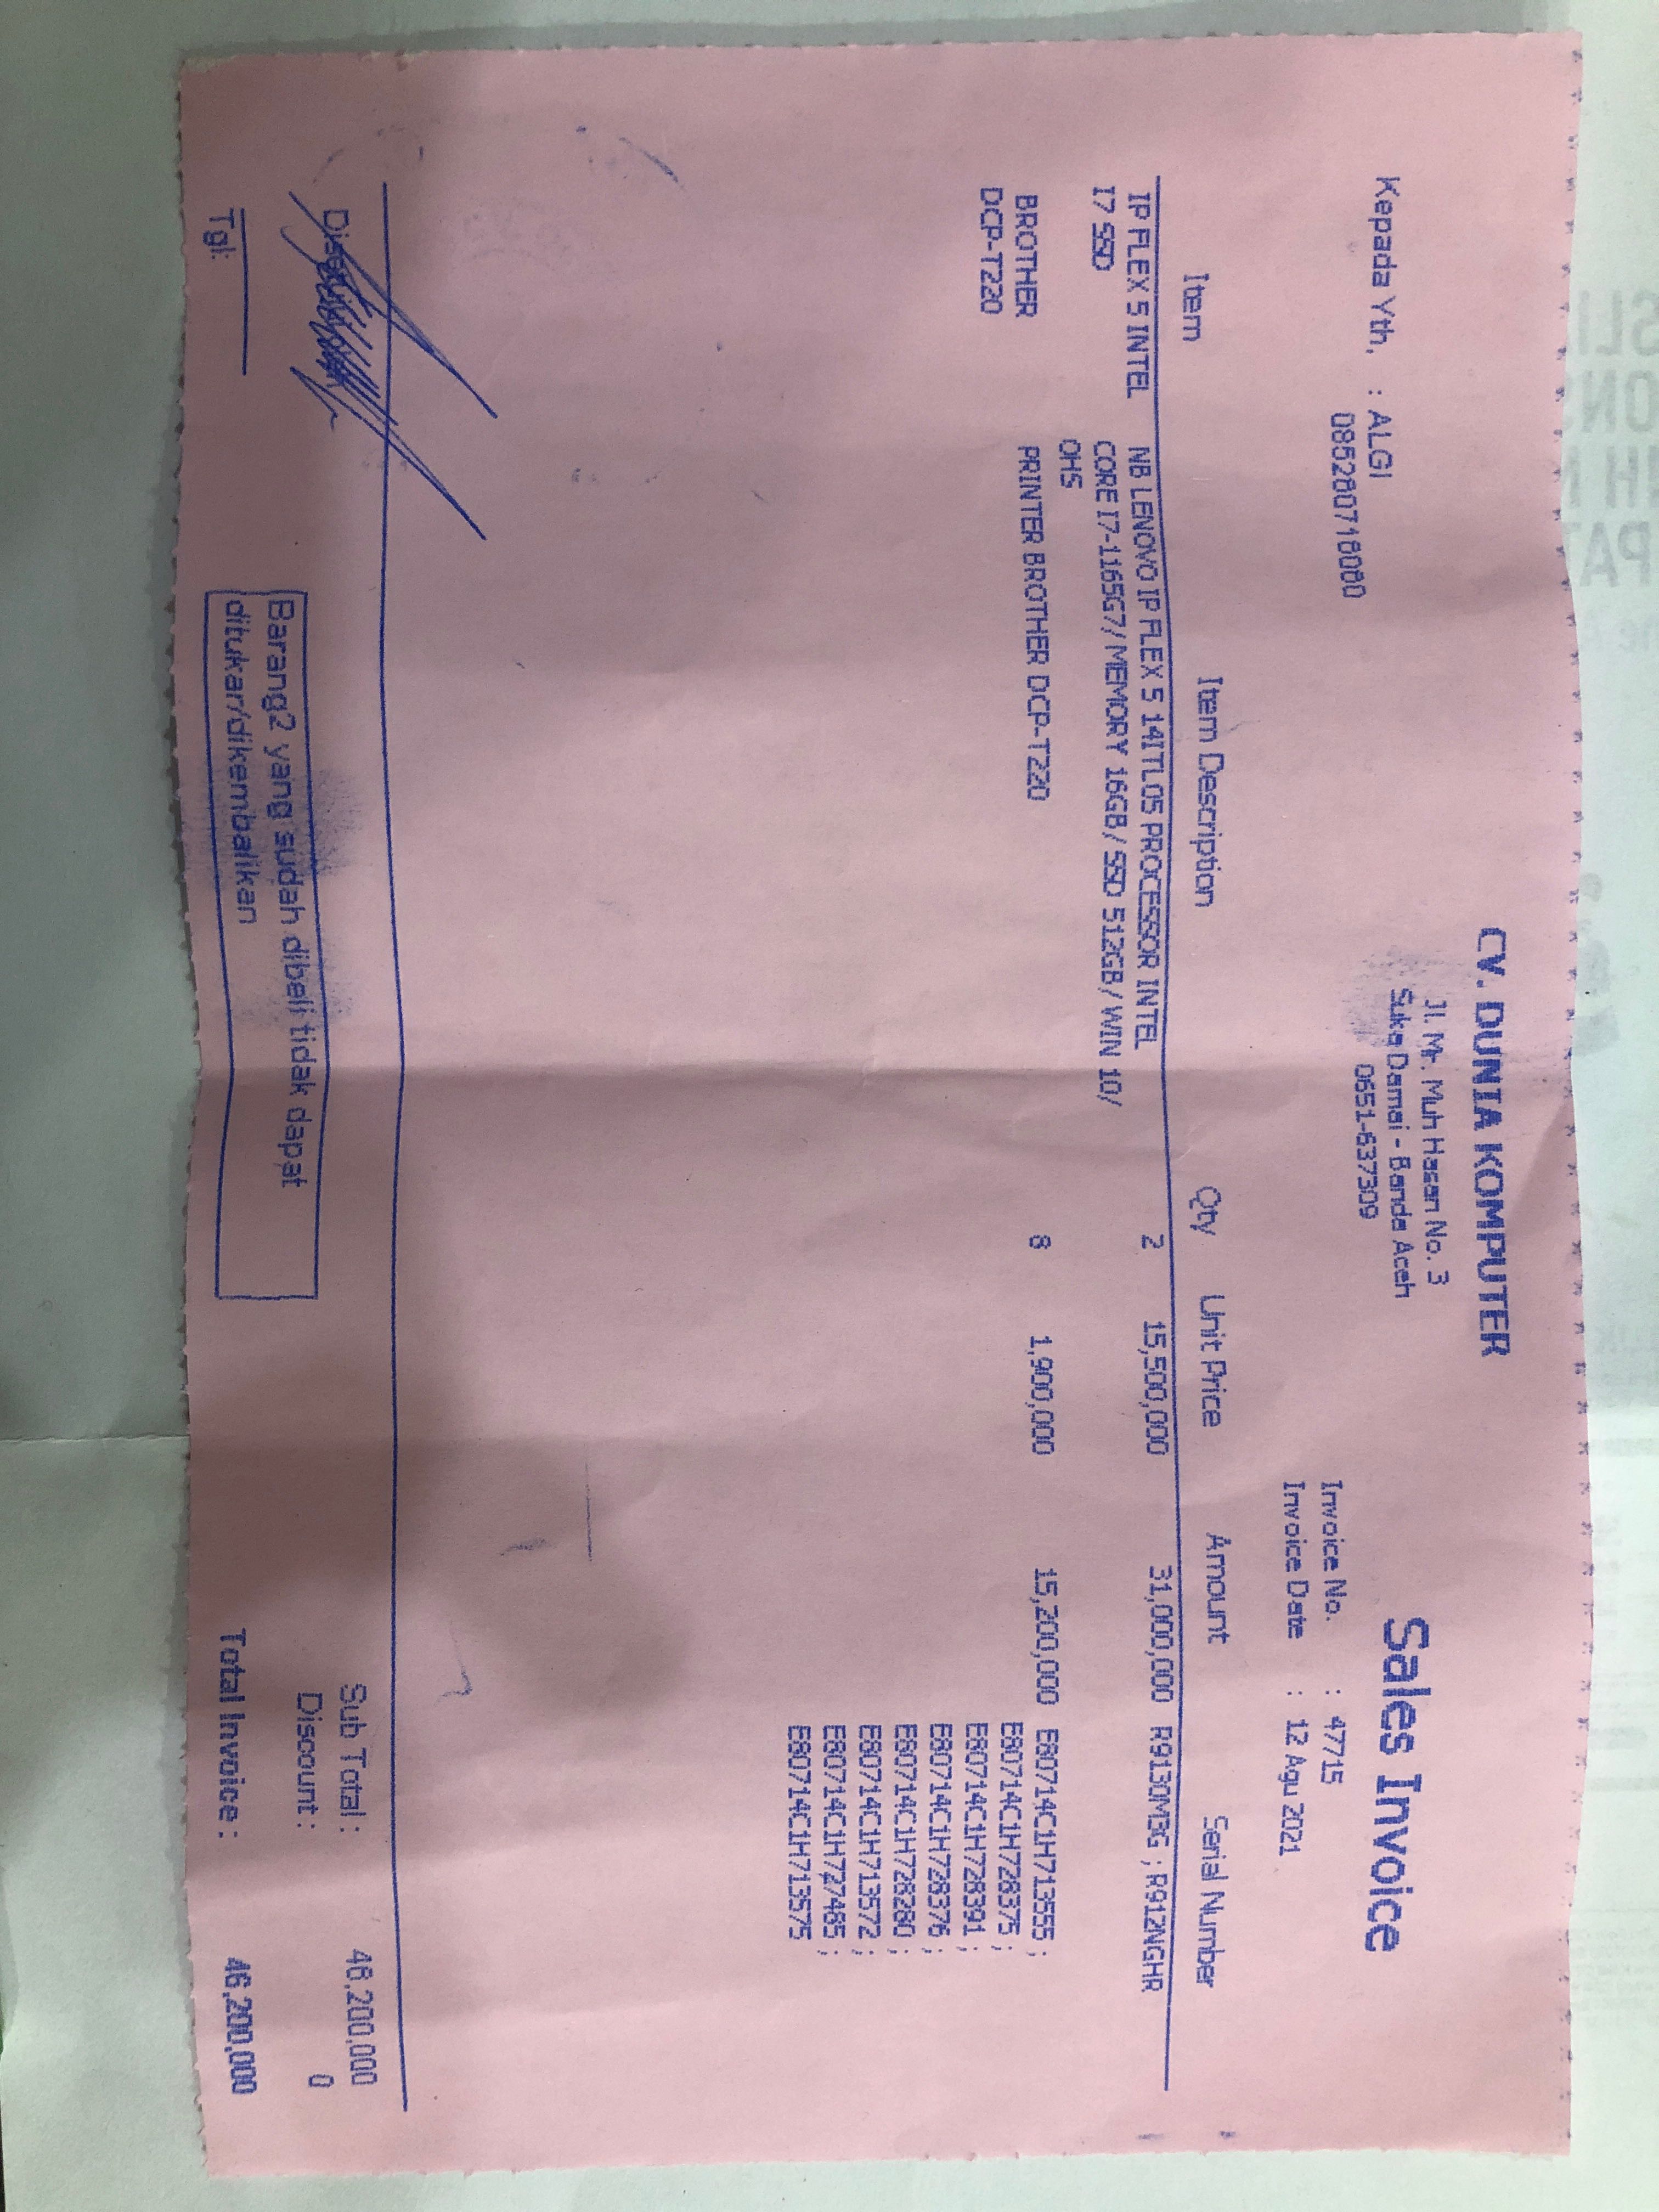 CV. DUNIA KOMPUTER
Jl. Mr. Muh Hasan No. 3
Suka Damai - Banda Aceh
0651-637309
Sales Invoice
Kepada Yth, : ALGI
085280718080
Invoice No. : 47715
Invoice Date : 12 Agu 2021
Item Item Description Qty Unit Price Amount Serial Number
IP FLEX 5 INTEL NB LENOVO IP FLEX 5 14ITL05 PROCESSOR INTEL 2 15,500,000 31,000,000 R9130M3G ; R912NGHR
I7 SSD CORE I7-1165G7/ MEMORY 16GB/ SSD 512GB/ WIN 10/
OHS
BROTHER PRINTER BROTHER DCP-T220 8 1,900,000 15,200,000 E80714C1H713555 ;
DCP-T220 E80714C1H728375 ;
E80714C1H728391 ;
E80714C1H728376 ;
E80714C1H728280 ;
E80714C1H713572 ;
E80714C1H727485 ;
E80714C1H713575
Sub Total : 46,200,000
Discount : 0
Total Invoice : 46,200,000
Barang2 yang sudah dibeli tidak dapat
ditukar/dikembalikan
Tgl: